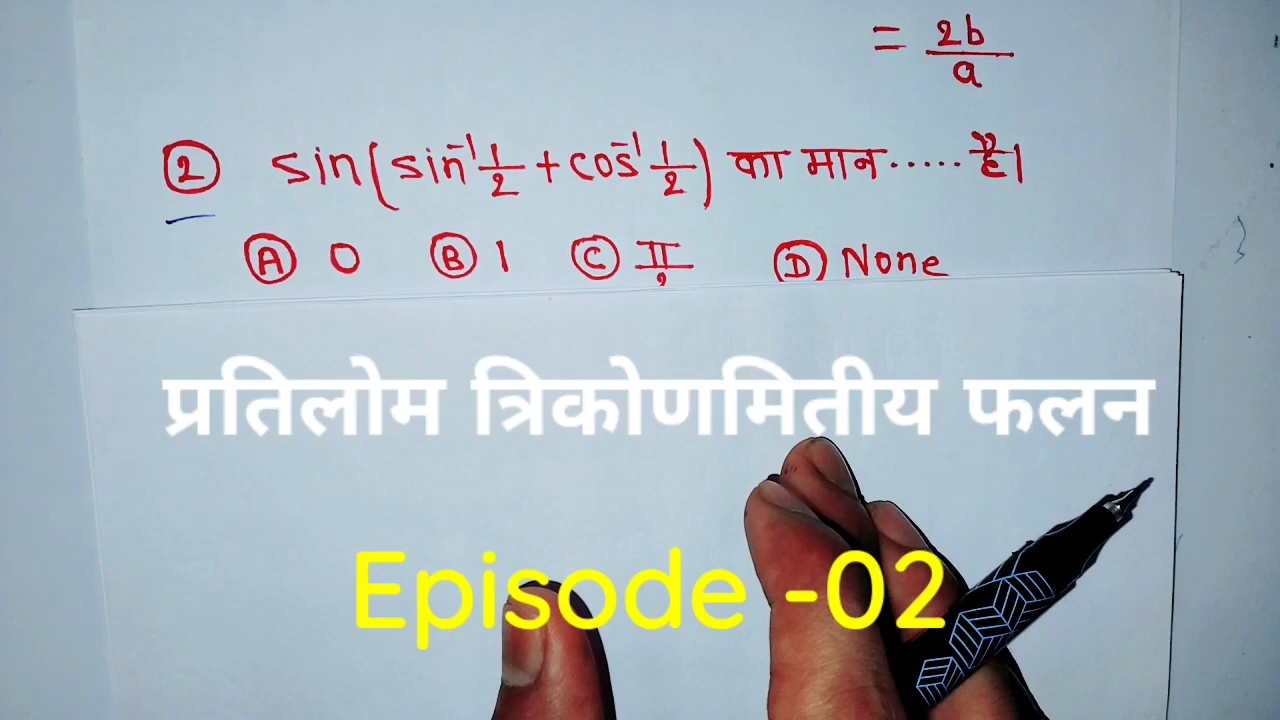 = 2b/a
② sin(sin⁻¹ 1/2 + cos⁻¹ 1/2) का मान ..... है।
Ⓐ 0 Ⓑ 1 Ⓒ π/2 Ⓓ None
प्रतिलोम त्रिकोणमितीय फलन
Episode -02